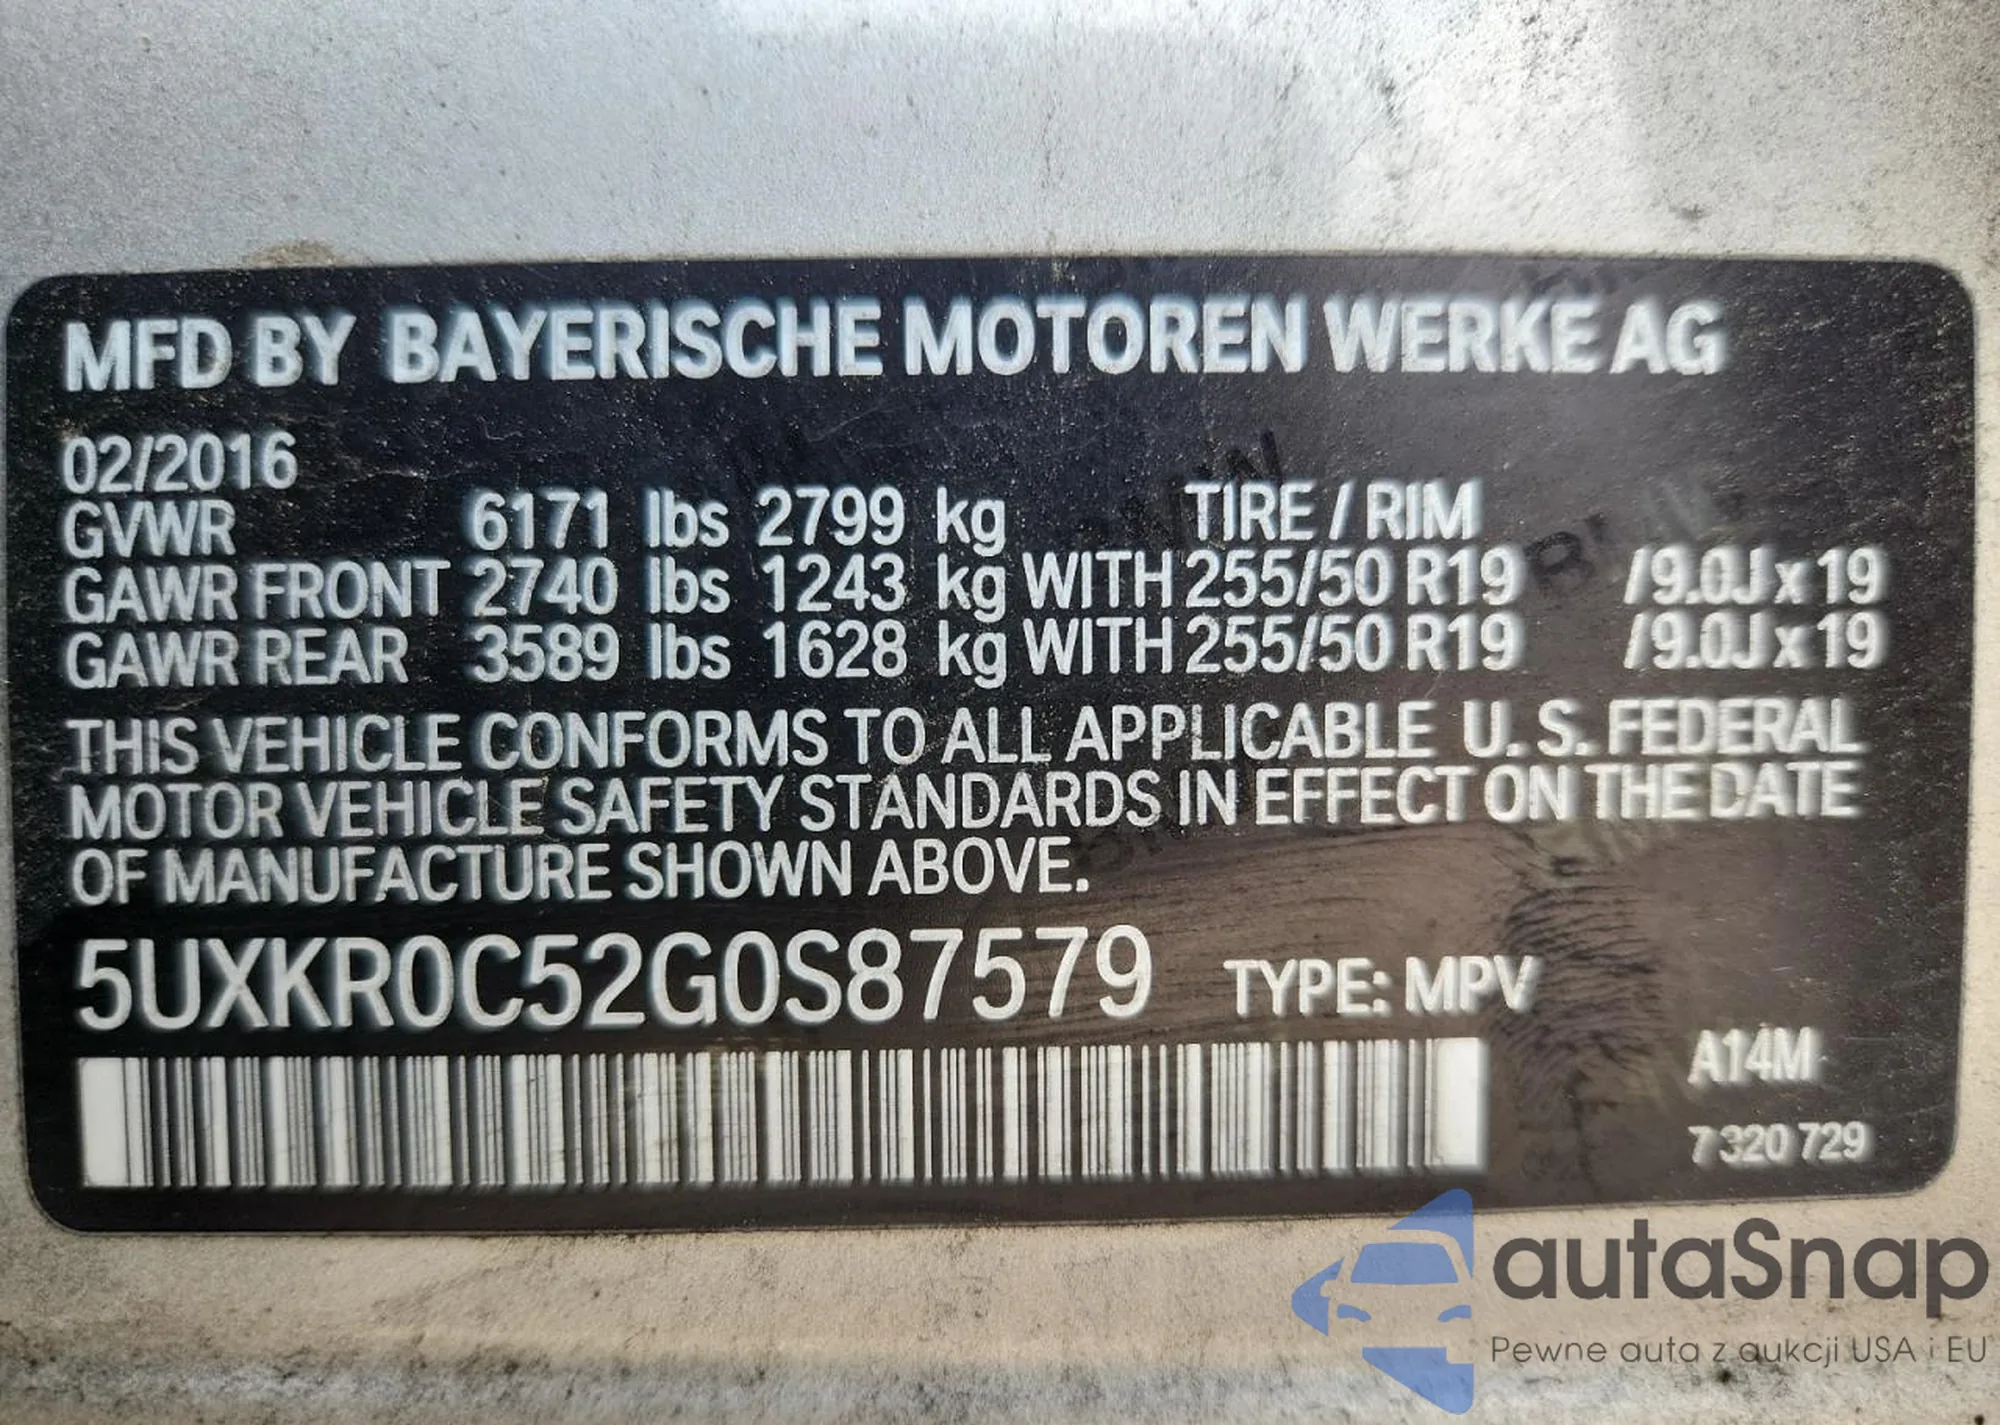 MFD BY BAYERISCHE MOTOREN WERKE AG
02/2016
GVWR 6171 lbs 2799 kg TIRE / RIM
GAWR FRONT 2740 lbs 1243 kg WITH 255/50 R19 /9.0J x 19
GAWR REAR 3589 lbs 1628 kg WITH 255/50 R19 /9.0J x 19
THIS VEHICLE CONFORMS TO ALL APPLICABLE U. S. FEDERAL
MOTOR VEHICLE SAFETY STANDARDS IN EFFECT ON THE DATE
OF MANUFACTURE SHOWN ABOVE.
5UXKR0C52G0S87579 TYPE: MPV
A14M
7 320 729
autaSnap
Pewne auta z aukcji USA i EU